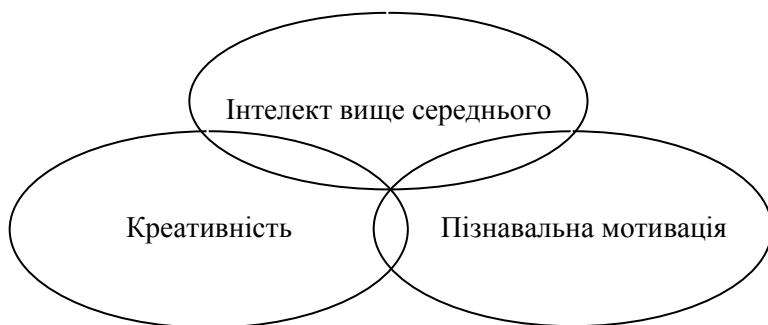 Інтелект вище середнього
Креативність
Пізнавальна мотивація